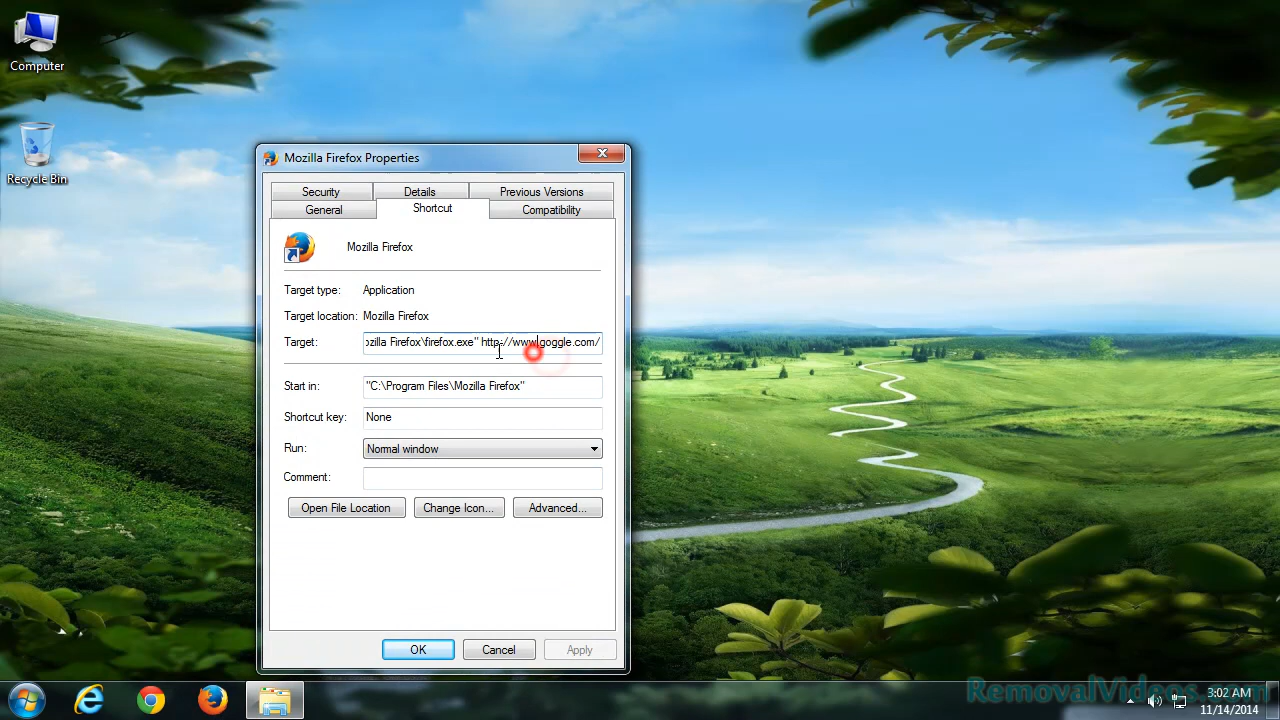 Computer
Recycle Bin
Mozilla Firefox Properties
Security
Details
Previous Versions
General
Shortcut
Compatibility
Mozilla Firefox
Target type:
Application
Target location:
Mozilla Firefox
Target:
ozilla Firefox\firefox.exe" http://www.goggle.com/
Start in:
"C:\Program Files\Mozilla Firefox"
Shortcut key:
None
Run:
Normal window
Comment:
Open File Location
Change Icon...
Advanced...
OK
Cancel
Apply
RemovalVideos.com
3:02 AM
11/14/2014